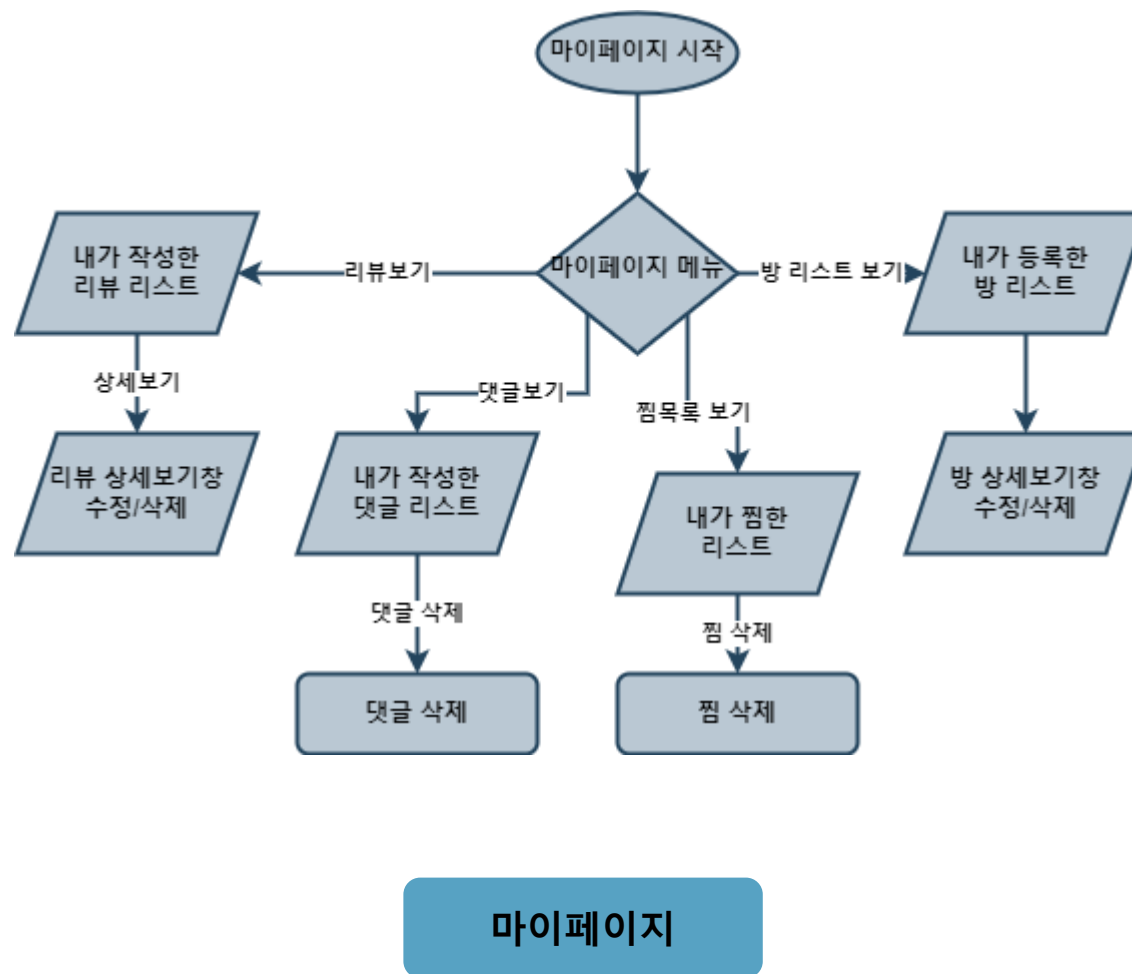 마이페이지 시작
내가 작성한
리뷰 리스트
리뷰보기
마이페이지 메뉴
방 리스트 보기
내가 등록한
방 리스트
상세보기
댓글보기
찜목록 보기
리뷰 상세보기창
수정/삭제
내가 작성한
댓글 리스트
내가 찜한
리스트
방 상세보기창
수정/삭제
댓글 삭제
찜 삭제
댓글 삭제
찜 삭제
마이페이지